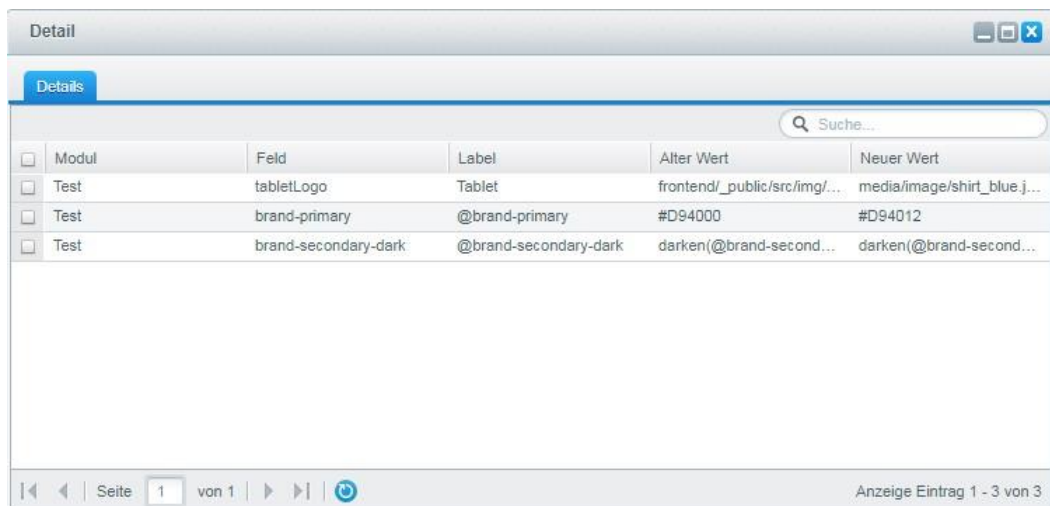 Detail
Details
Suche...
Modul Feld Label Alter Wert Neuer Wert
Test tabletLogo Tablet frontend/_public/src/img/... media/image/shirt_blue.j...
Test brand-primary @brand-primary #D94000 #D94012
Test brand-secondary-dark @brand-secondary-dark darken(@brand-second... darken(@brand-second...
Seite 1 von 1 Anzeige Eintrag 1 - 3 von 3